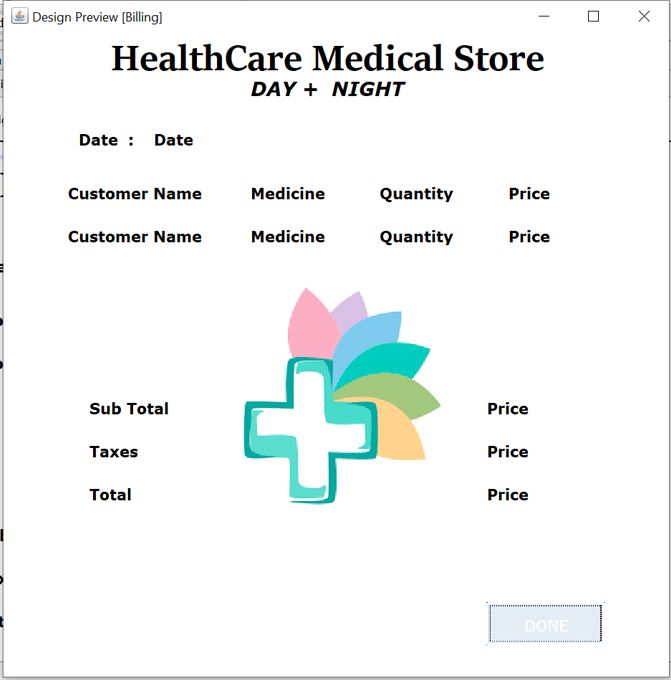 Design Preview [Billing]
HealthCare Medical Store
DAY + NIGHT
Date : Date
Customer Name Medicine Quantity Price
Customer Name Medicine Quantity Price
Sub Total Price
Taxes Price
Total Price
DONE